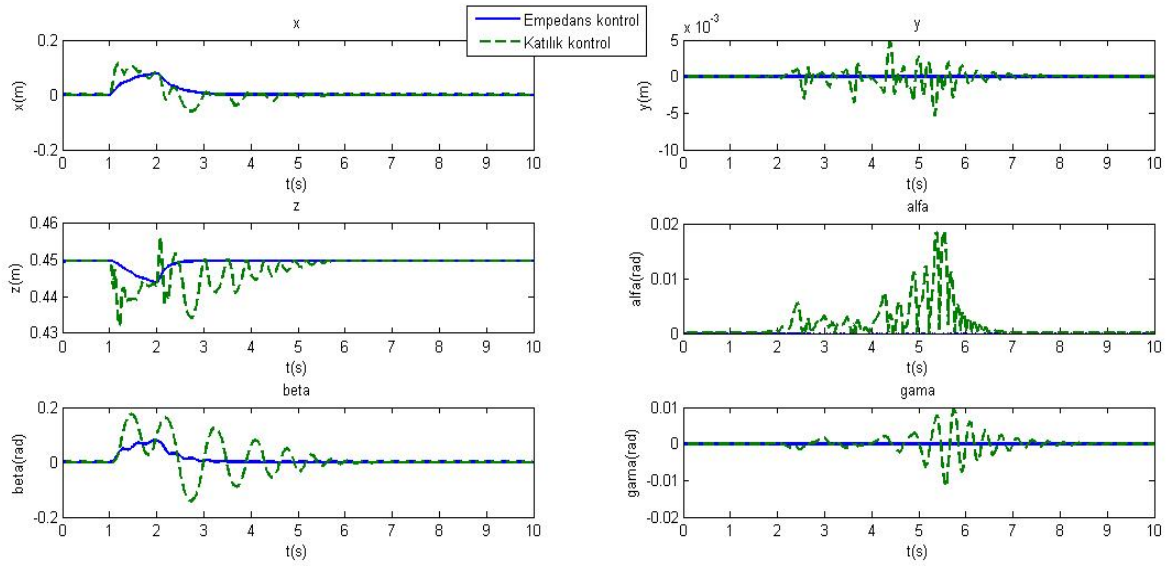 Empedans kontrol
Katılık kontrol
x
0.2
0
-0.2
x(m)
0 1 2 3 4 5 6 7 8 9 10
t(s)
x 10⁻³
y
5
0
-5
-10
y(m)
0 1 2 3 4 5 6 7 8 9 10
t(s)
z
0.46
0.45
0.44
0.43
z(m)
0 1 2 3 4 5 6 7 8 9 10
t(s)
alfa
0.02
0.01
0
alfa(rad)
0 1 2 3 4 5 6 7 8 9 10
t(s)
beta
0.2
0
-0.2
beta(rad)
0 1 2 3 4 5 6 7 8 9 10
t(s)
gama
0.01
0
-0.01
-0.02
gama(rad)
0 1 2 3 4 5 6 7 8 9 10
t(s)